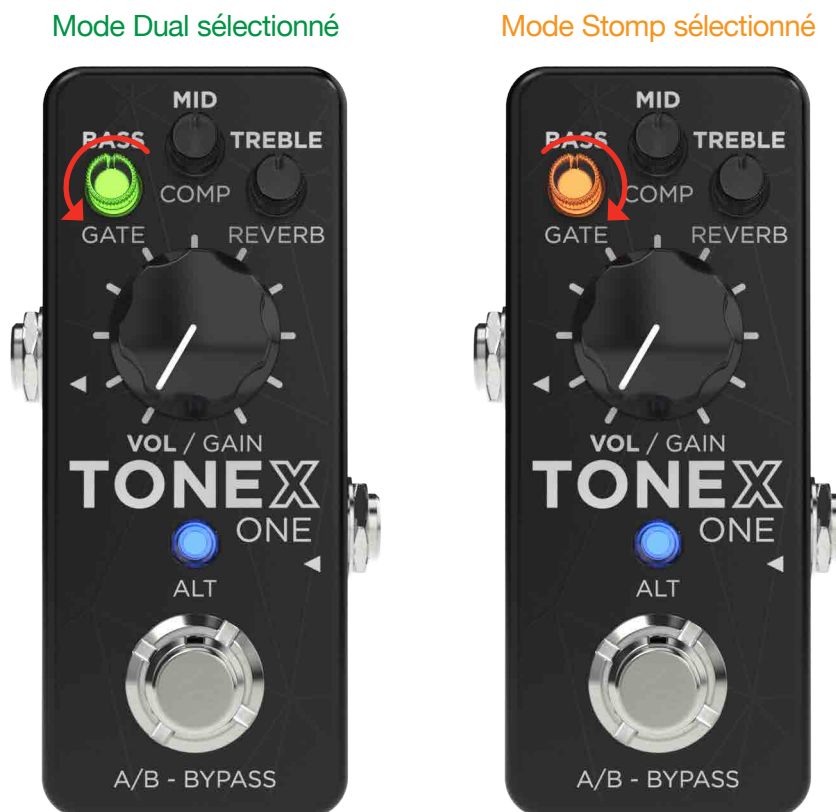 Mode Dual sélectionné
MID
BASS
TREBLE
COMP
GATE
REVERB
VOL / GAIN
TONEX
ONE
ALT
A/B - BYPASS
Mode Stomp sélectionné
MID
BASS
TREBLE
COMP
GATE
REVERB
VOL / GAIN
TONEX
ONE
ALT
A/B - BYPASS